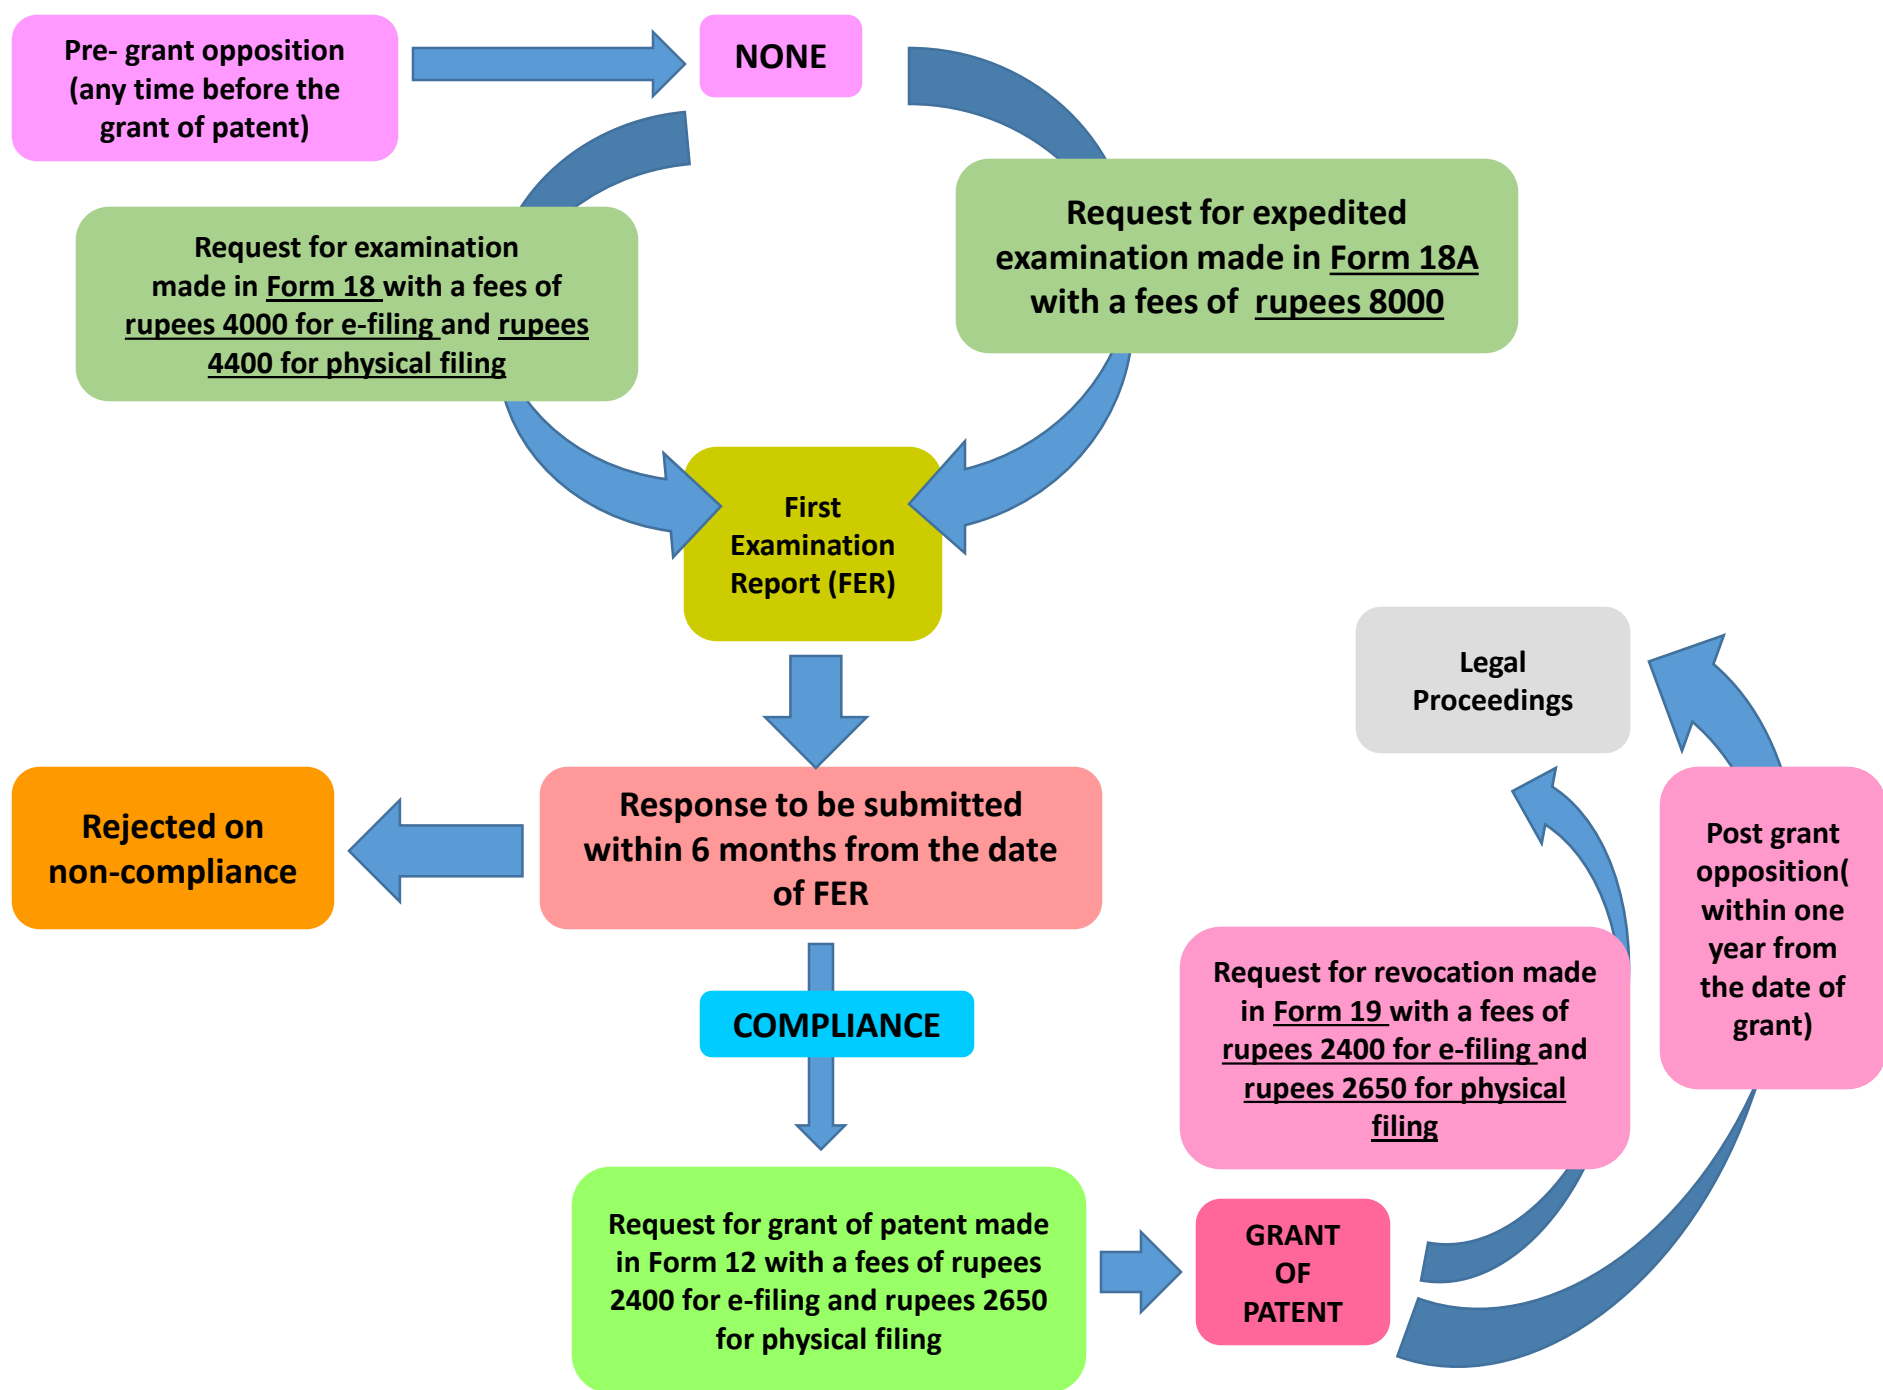 Pre- grant opposition
(any time before the
grant of patent)
NONE
Request for examination
made in Form 18 with a fees of
rupees 4000 for e-filing and rupees
4400 for physical filing
Request for expedited
examination made in Form 18A
with a fees of rupees 8000
First
Examination
Report (FER)
Legal
Proceedings
Rejected on
non-compliance
Response to be submitted
within 6 months from the date
of FER
Post grant
opposition(
within one
year from
the date of
grant)
COMPLIANCE
Request for revocation made
in Form 19 with a fees of
rupees 2400 for e-filing and
rupees 2650 for physical
filing
Request for grant of patent made
in Form 12 with a fees of rupees
2400 for e-filing and rupees 2650
for physical filing
GRANT
OF
PATENT